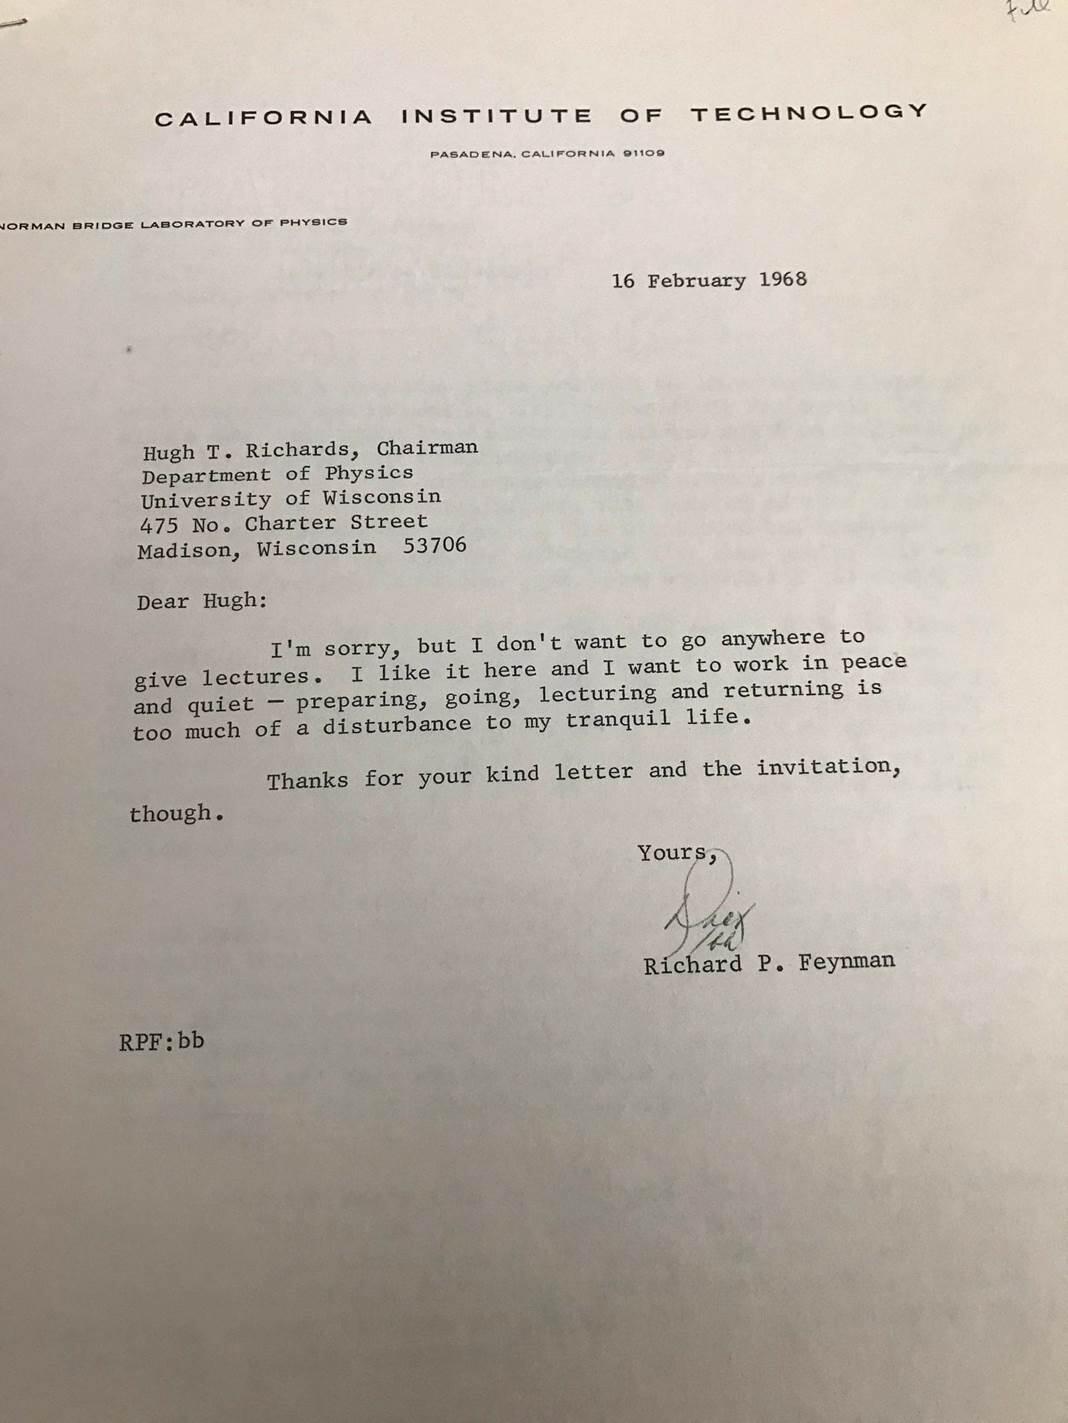 File
CALIFORNIA INSTITUTE OF TECHNOLOGY
PASADENA, CALIFORNIA 91109
NORMAN BRIDGE LABORATORY OF PHYSICS
16 February 1968
Hugh T. Richards, Chairman
Department of Physics
University of Wisconsin
475 No. Charter Street
Madison, Wisconsin 53706
Dear Hugh:
I'm sorry, but I don't want to go anywhere to
give lectures. I like it here and I want to work in peace
and quiet — preparing, going, lecturing and returning is
too much of a disturbance to my tranquil life.
Thanks for your kind letter and the invitation,
though.
Yours,
Richard P. Feynman
RPF:bb